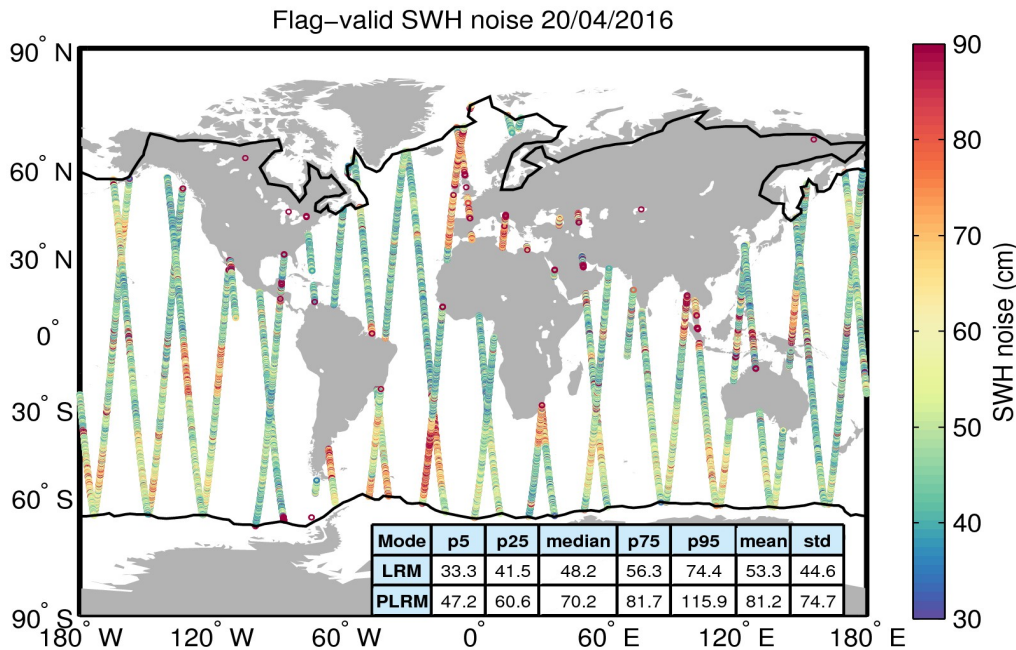 Flag−valid SWH noise 20/04/2016
90° N
60° N
30° N
0°
30° S
60° S
90° S
180° W
120° W
60° W
0°
60° E
120° E
180° E
Mode p5 p25 median p75 p95 mean std
LRM 33.3 41.5 48.2 56.3 74.4 53.3 44.6
PLRM 47.2 60.6 70.2 81.7 115.9 81.2 74.7
90
80
70
60
50
40
30
SWH noise (cm)